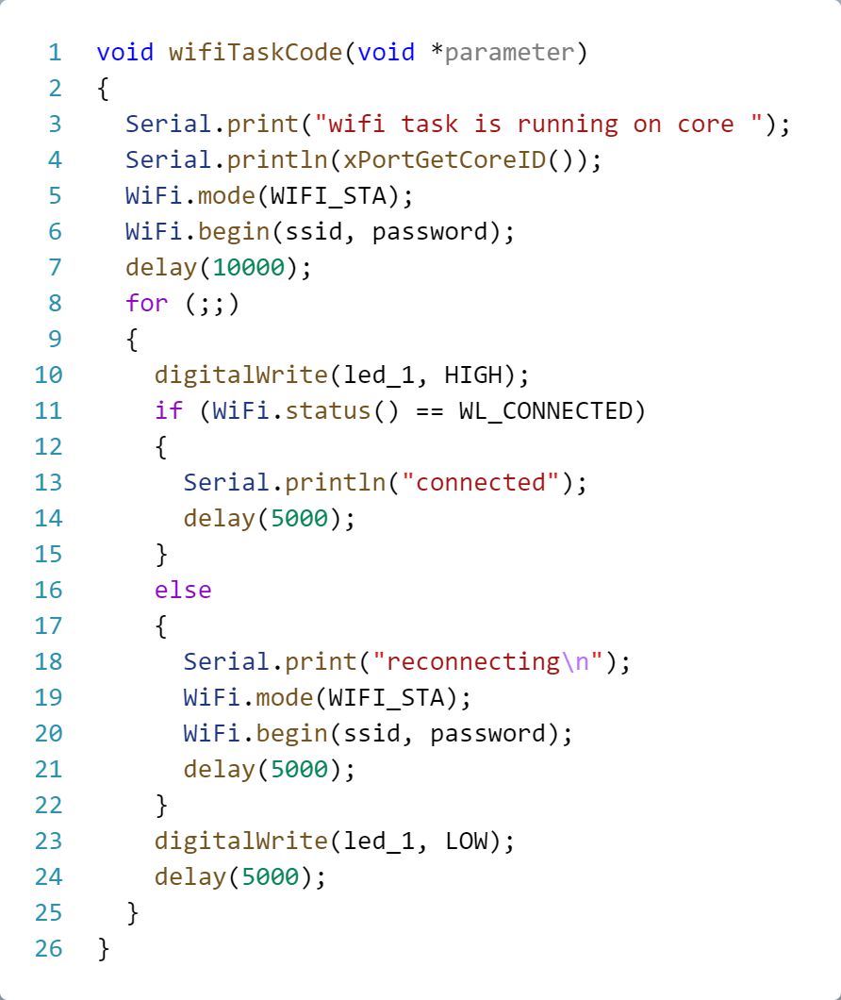 1 void wifiTaskCode(void *parameter)
2 {
3   Serial.print("wifi task is running on core ");
4   Serial.println(xPortGetCoreID());
5   WiFi.mode(WIFI_STA);
6   WiFi.begin(ssid, password);
7   delay(10000);
8   for (;;)
9   {
10     digitalWrite(led_1, HIGH);
11     if (WiFi.status() == WL_CONNECTED)
12     {
13       Serial.println("connected");
14       delay(5000);
15     }
16     else
17     {
18       Serial.print("reconnecting\n");
19       WiFi.mode(WIFI_STA);
20       WiFi.begin(ssid, password);
21       delay(5000);
22     }
23     digitalWrite(led_1, LOW);
24     delay(5000);
25   }
26 }